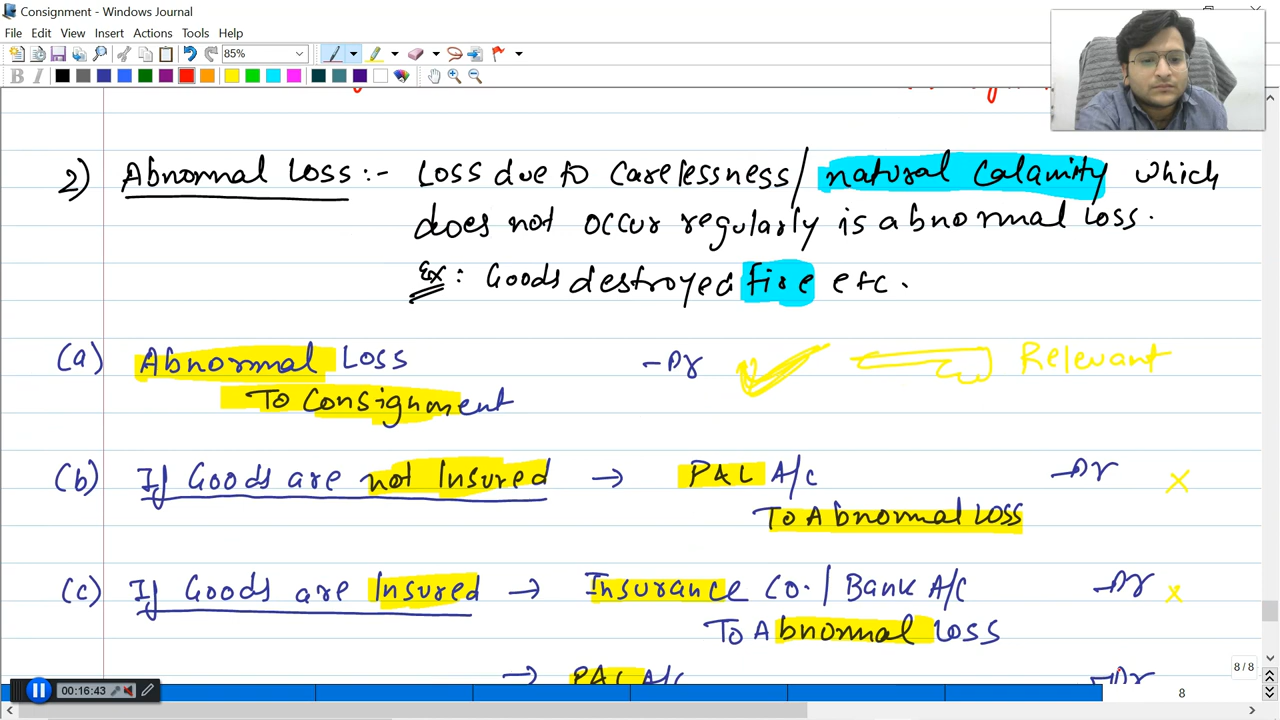 Consignment - Windows Journal
File Edit View Insert Actions Tools Help
85%
2) Abnormal Loss :- Loss due to Carelessness/ natural Calamity which
does not occur regularly is a abnormal loss.
Ex : Goods destroyed fire etc.
(a) Abnormal Loss -Dr Relevant
To Consignment
(b) If Goods are not Insured → P&L A/c -Dr ×
To Abnormal Loss
(c) If Goods are Insured → Insurance Co. / Bank A/c -Dr ×
To Abnormal Loss
→ P&L A/c -Dr
8 / 8
00:16:43
8